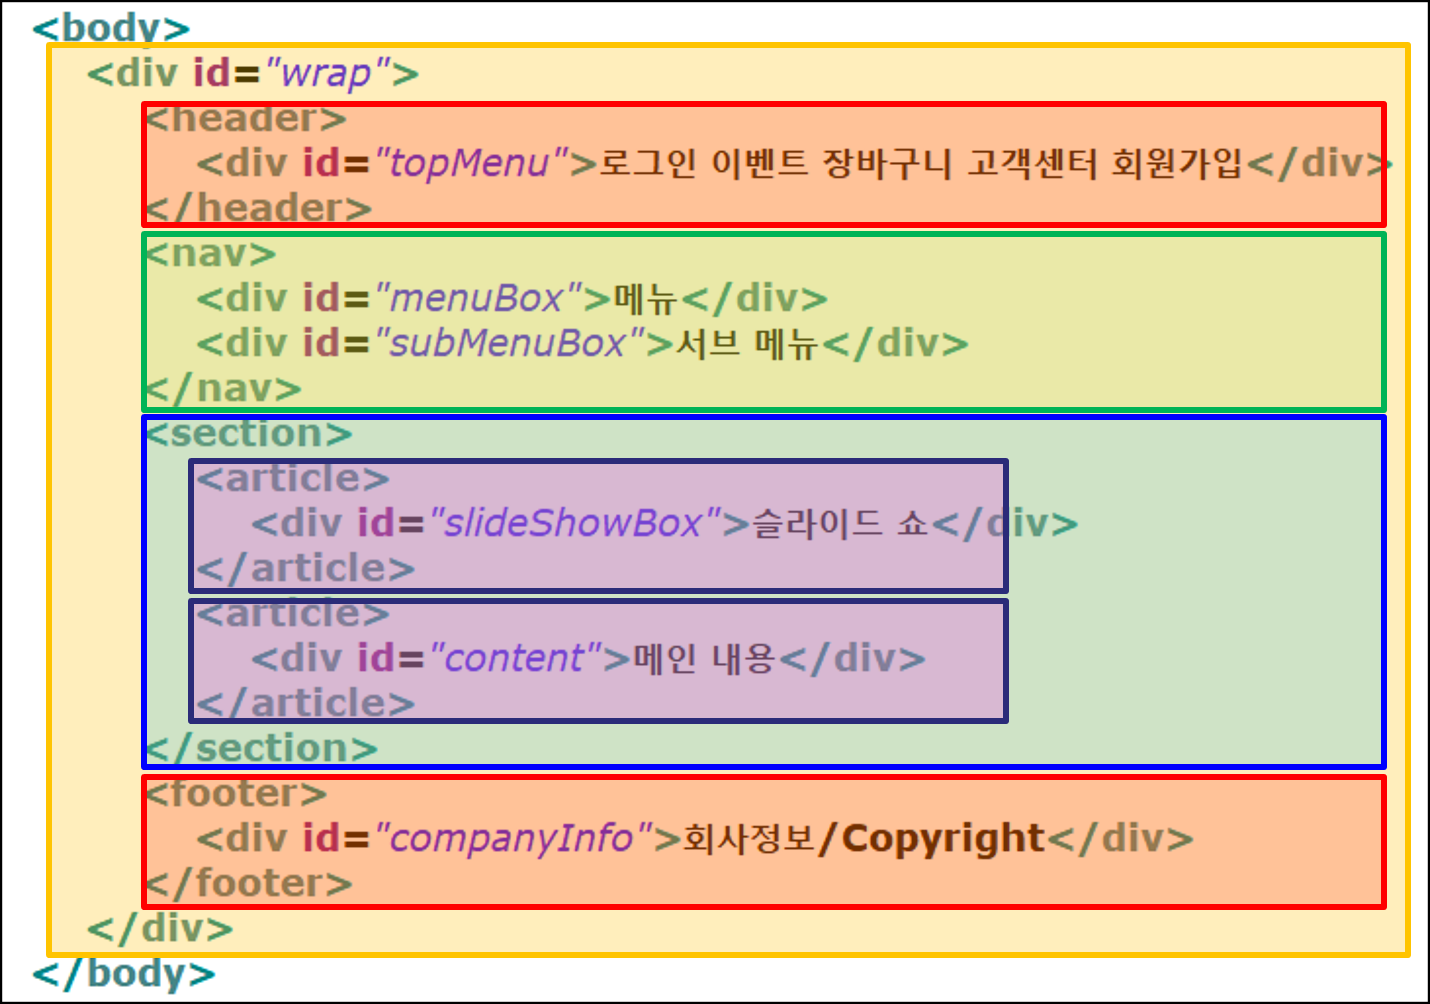 <body>
<div id="wrap">
<header>
<div id="topMenu">로그인 이벤트 장바구니 고객센터 회원가입</div>
</header>
<nav>
<div id="menuBox">메뉴</div>
<div id="subMenuBox">서브 메뉴</div>
</nav>
<section>
<article>
<div id="slideShowBox">슬라이드 쇼</div>
</article>
<article>
<div id="content">메인 내용</div>
</article>
</section>
<footer>
<div id="companyInfo">회사정보/Copyright</div>
</footer>
</div>
</body>